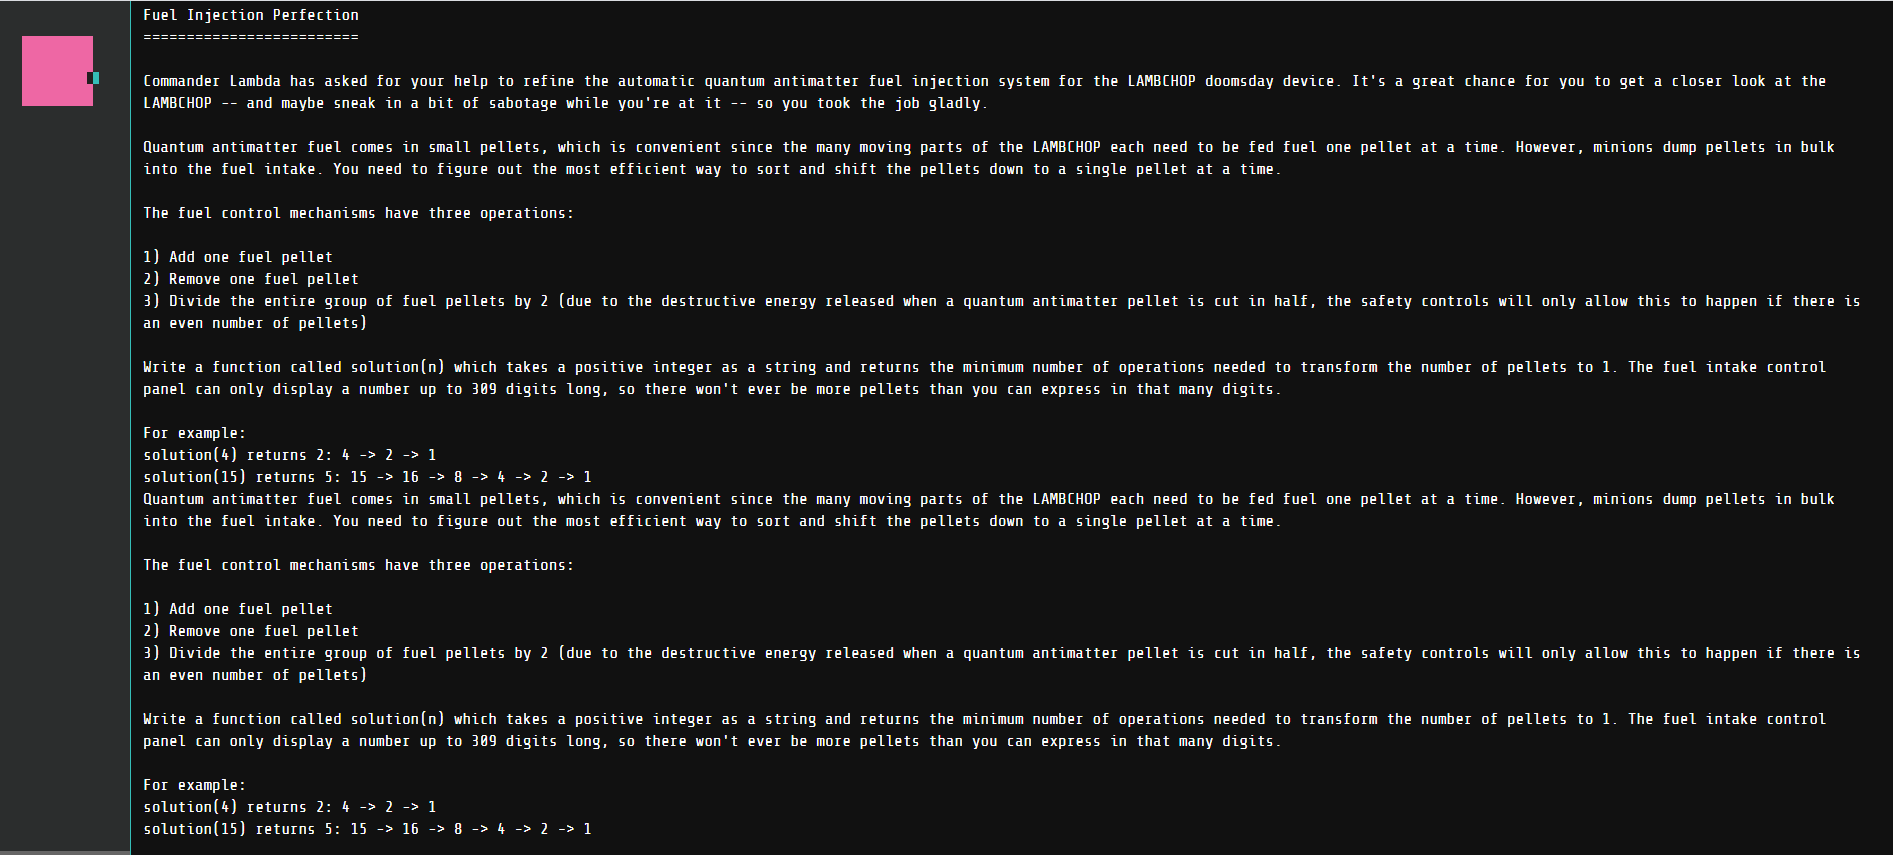 Fuel Injection Perfection
=========================
Commander Lambda has asked for your help to refine the automatic quantum antimatter fuel injection system for the LAMBCHOP doomsday device. It's a great chance for you to get a closer look at the
LAMBCHOP -- and maybe sneak in a bit of sabotage while you're at it -- so you took the job gladly.
Quantum antimatter fuel comes in small pellets, which is convenient since the many moving parts of the LAMBCHOP each need to be fed fuel one pellet at a time. However, minions dump pellets in bulk
into the fuel intake. You need to figure out the most efficient way to sort and shift the pellets down to a single pellet at a time.
The fuel control mechanisms have three operations:
1) Add one fuel pellet
2) Remove one fuel pellet
3) Divide the entire group of fuel pellets by 2 (due to the destructive energy released when a quantum antimatter pellet is cut in half, the safety controls will only allow this to happen if there is
an even number of pellets)
Write a function called solution(n) which takes a positive integer as a string and returns the minimum number of operations needed to transform the number of pellets to 1. The fuel intake control
panel can only display a number up to 309 digits long, so there won't ever be more pellets than you can express in that many digits.
For example:
solution(4) returns 2: 4 -> 2 -> 1
solution(15) returns 5: 15 -> 16 -> 8 -> 4 -> 2 -> 1
Quantum antimatter fuel comes in small pellets, which is convenient since the many moving parts of the LAMBCHOP each need to be fed fuel one pellet at a time. However, minions dump pellets in bulk
into the fuel intake. You need to figure out the most efficient way to sort and shift the pellets down to a single pellet at a time.
The fuel control mechanisms have three operations:
1) Add one fuel pellet
2) Remove one fuel pellet
3) Divide the entire group of fuel pellets by 2 (due to the destructive energy released when a quantum antimatter pellet is cut in half, the safety controls will only allow this to happen if there is
an even number of pellets)
Write a function called solution(n) which takes a positive integer as a string and returns the minimum number of operations needed to transform the number of pellets to 1. The fuel intake control
panel can only display a number up to 309 digits long, so there won't ever be more pellets than you can express in that many digits.
For example:
solution(4) returns 2: 4 -> 2 -> 1
solution(15) returns 5: 15 -> 16 -> 8 -> 4 -> 2 -> 1